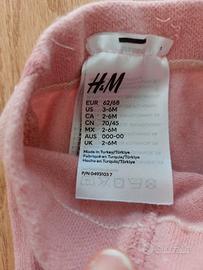 H&M
EUR 62/68
US 3-6M
CA 2-6M
CN 70/45
MX 2-6M
AUS 000-00
UK 2-6M
Made in Turkey/Türkiye
Fabriqué en Turquie/Türkiye
Hecho en Turquía/Türkiye